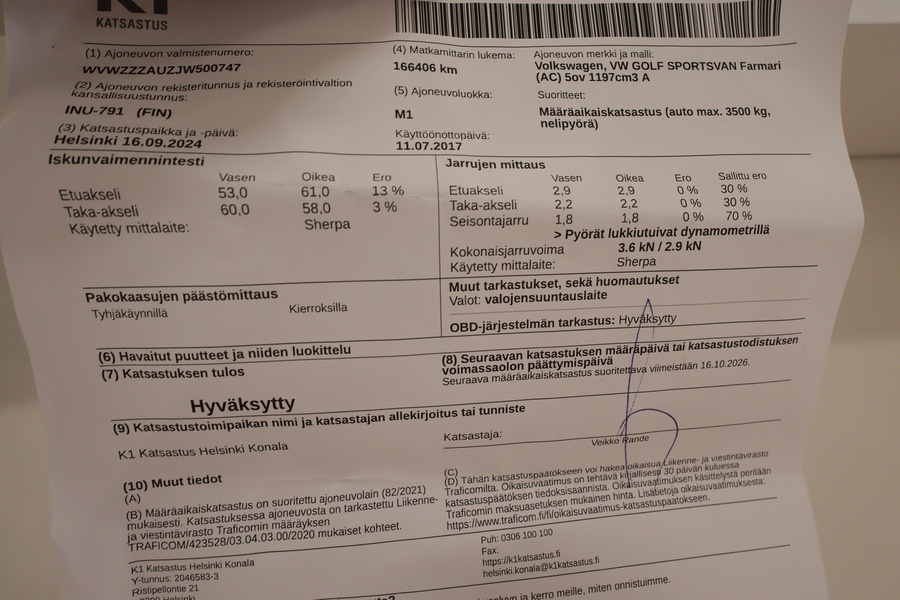 K1
KATSASTUS
(1) Ajoneuvon valmistenumero:
WVWZZZAUZJW500747
(2) Ajoneuvon rekisteritunnus ja rekisteröintivaltion
kansallisuustunnus:
INU-791 (FIN)
(3) Katsastuspaikka ja -päivä:
Helsinki 16.09.2024
(4) Matkamittarin lukema:
166406 km
(5) Ajoneuvoluokka:
M1
Käyttöönottopäivä:
11.07.2017
Ajoneuvon merkki ja malli:
Volkswagen, VW GOLF SPORTSVAN Farmari
(AC) 5ov 1197cm3 A
Suoritteet:
Määräaikaiskatsastus (auto max. 3500 kg,
nelipyörä)
Iskunvaimennintesti
Vasen Oikea Ero
Etuakseli 53,0 61,0 13 %
Taka-akseli 60,0 58,0 3 %
Käytetty mittalaite: Sherpa
Jarrujen mittaus
Vasen Oikea Ero Sallittu ero
Etuakseli 2,9 2,9 0 % 30 %
Taka-akseli 2,2 2,2 0 % 30 %
Seisontajarru 1,8 1,8 0 % 70 %
> Pyörät lukkiutuivat dynamometrillä
Kokonaisjarruvoima 3.6 kN / 2.9 kN
Käytetty mittalaite: Sherpa
Pakokaasujen päästömittaus
Tyhjäkäynnillä Kierroksilla
Muut tarkastukset, sekä huomautukset
Valot: valojensuuntauslaite
OBD-järjestelmän tarkastus: Hyväksytty
(6) Havaitut puutteet ja niiden luokittelu
(7) Katsastuksen tulos
Hyväksytty
(8) Seuraavan katsastuksen määräpäivä tai katsastustodistuksen
voimassaolon päättymispäivä
Seuraava määräaikaiskatsastus suoritettava viimeistään 16.10.2026.
(9) Katsastustoimipaikan nimi ja katsastajan allekirjoitus tai tunniste
K1 Katsastus Helsinki Konala
Katsastaja:
Veikko Rande
(10) Muut tiedot
(A)
(B) Määräaikaiskatsastus on suoritettu ajoneuvolain (82/2021)
mukaisesti. Katsastuksessa ajoneuvosta on tarkastettu Liikenne-
ja viestintävirasto Traficomin määräyksen
TRAFICOM/423528/03.04.03.00/2020 mukaiset kohteet.
(C)
(D) Tähän katsastuspäätökseen voi hakea oikaisua Liikenne- ja viestintävirasto
Traficomilta. Oikaisuvaatimus on tehtävä kirjallisesti 30 päivän kuluessa
katsastuspäätöksen tiedoksisaannista. Oikaisuvaatimuksen käsittelystä peritään
Traficomin maksuasetuksen mukainen hinta. Lisätietoja oikaisuvaatimuksesta:
https://www.traficom.fi/fi/oikaisuvaatimus-katsastuspaatokseen.
K1 Katsastus Helsinki Konala
Y-tunnus: 2046583-3
Ristipellontie 21
Helsinki
Puh: 0306 100 100
Fax:
https://k1katsastus.fi
helsinki.konala@k1katsastus.fi
ja kerro meille, miten onnistuimme.